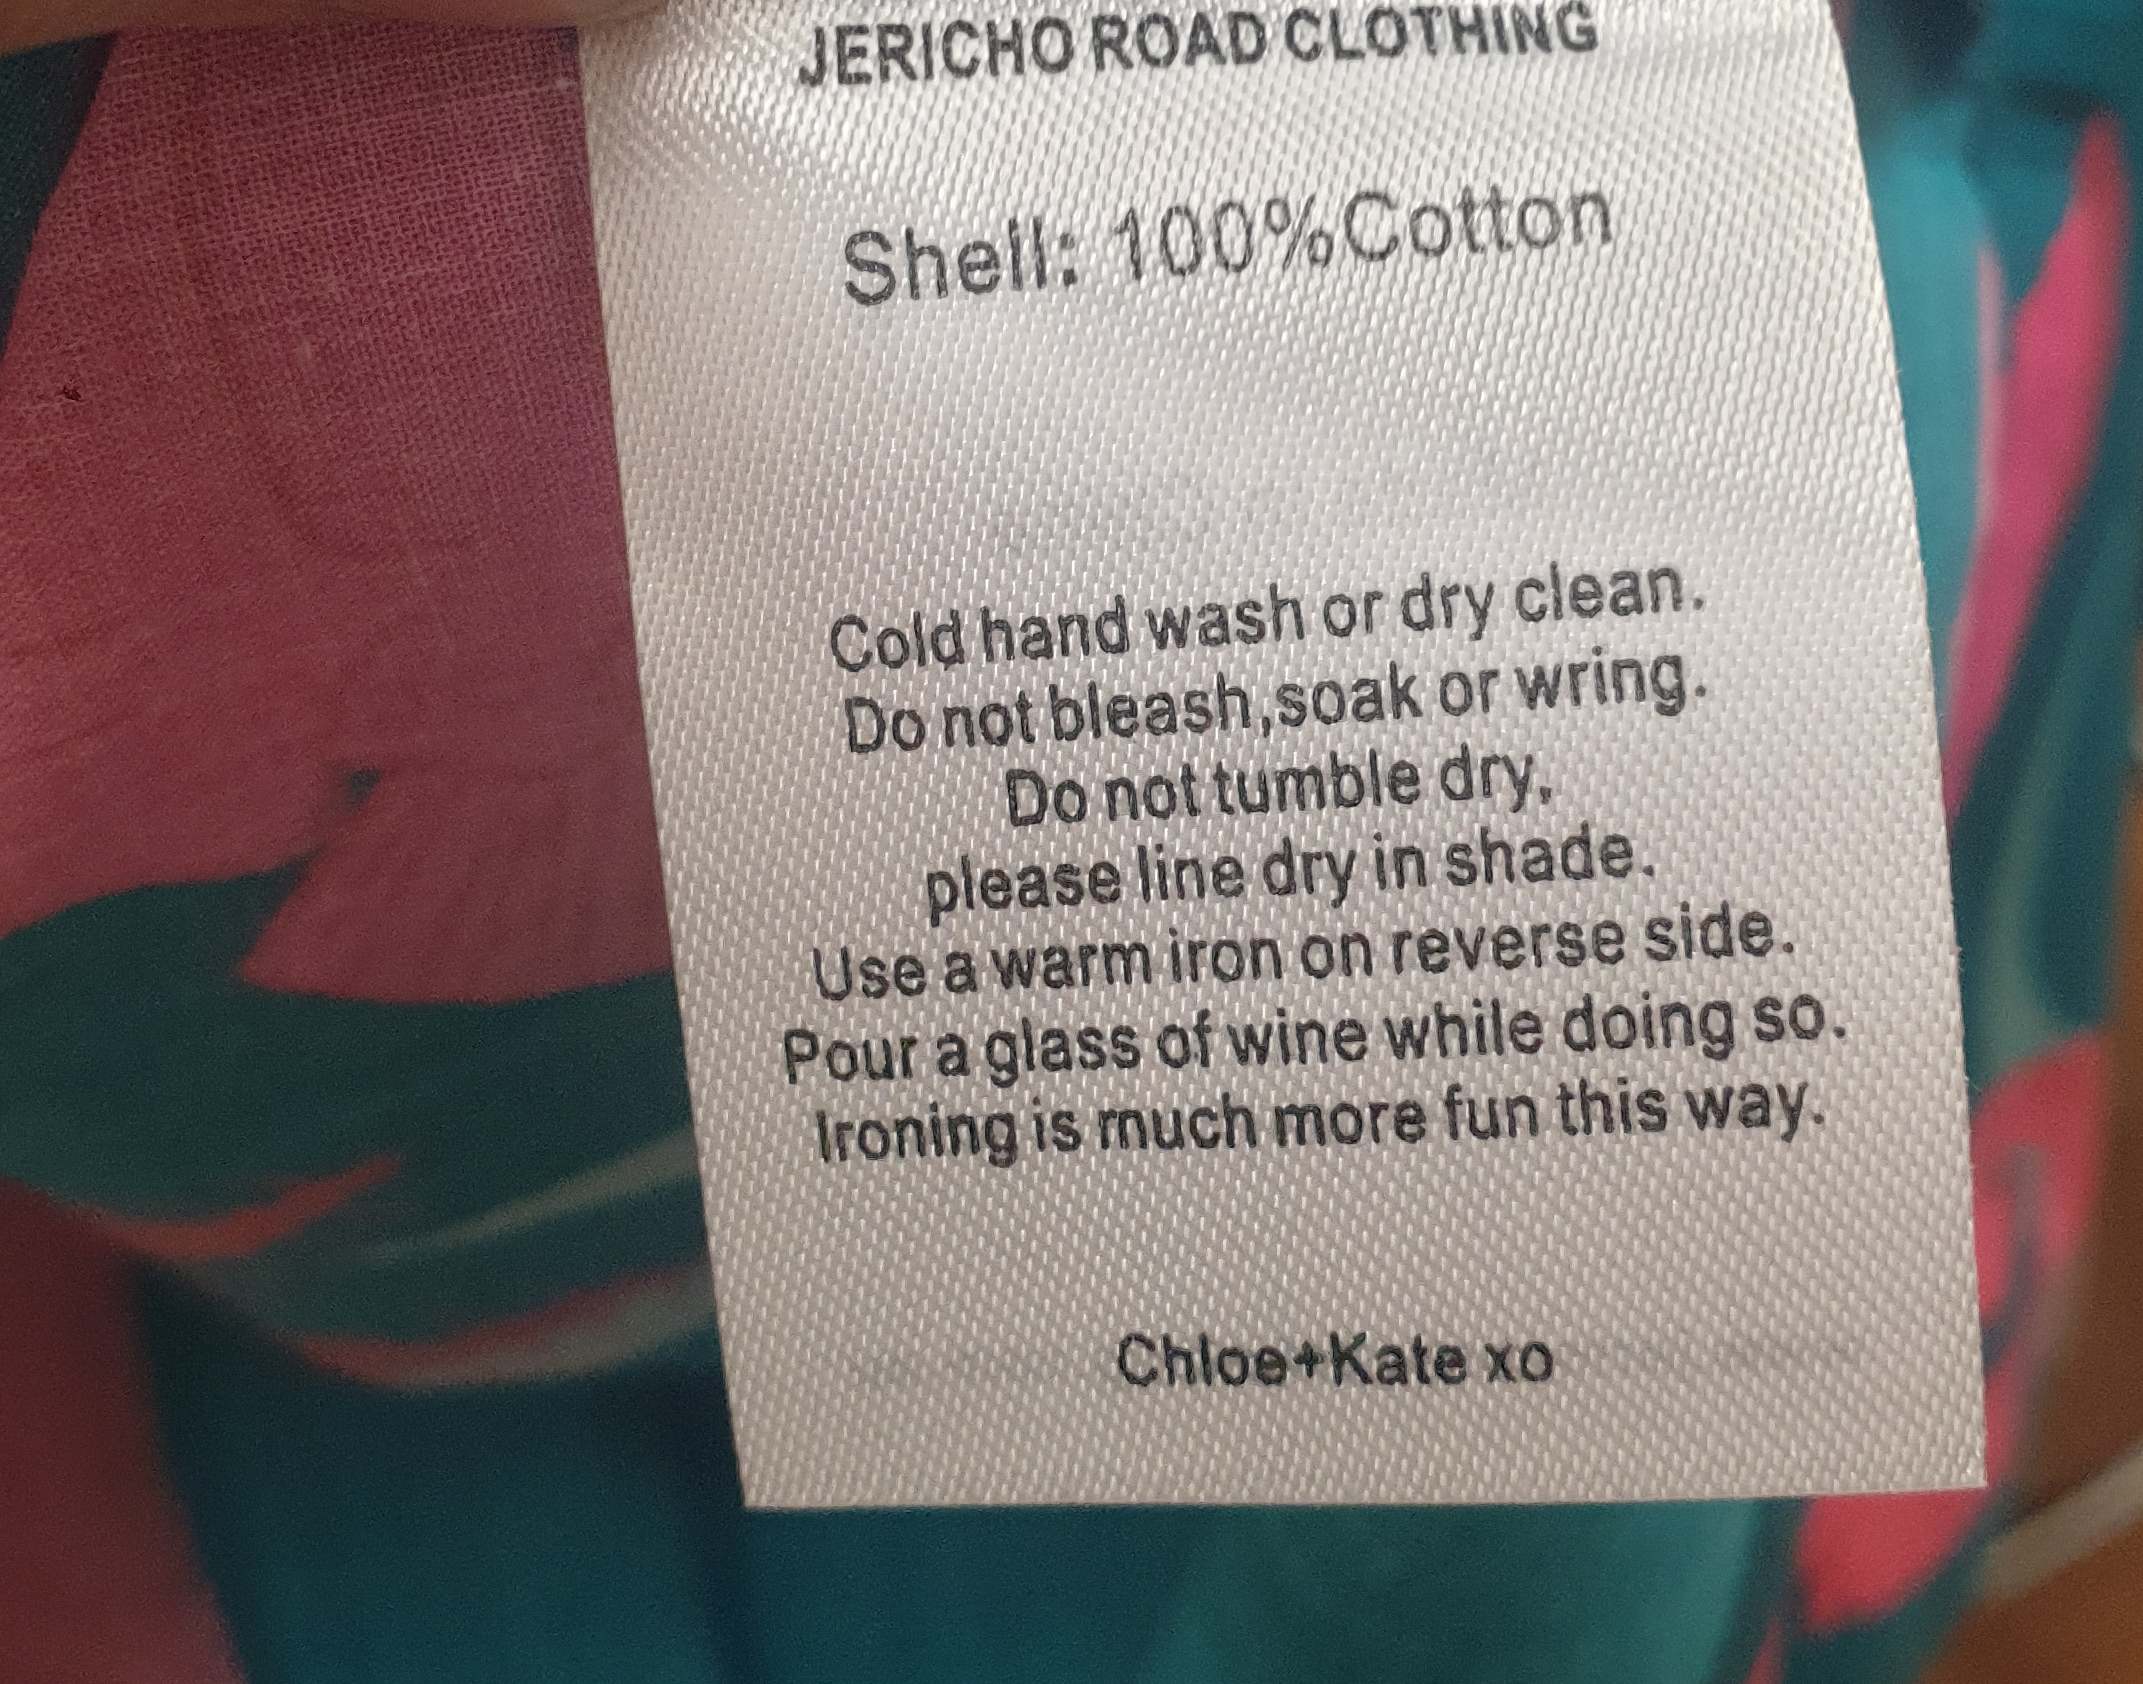 JERICHO ROAD CLOTHING
Shell: 100%Cotton
Cold hand wash or dry clean.
Do not bleash,soak or wring.
Do not tumble dry,
please line dry in shade.
Use a warm iron on reverse side.
Pour a glass of wine while doing so.
Ironing is much more fun this way.
Chloe+Kate xo